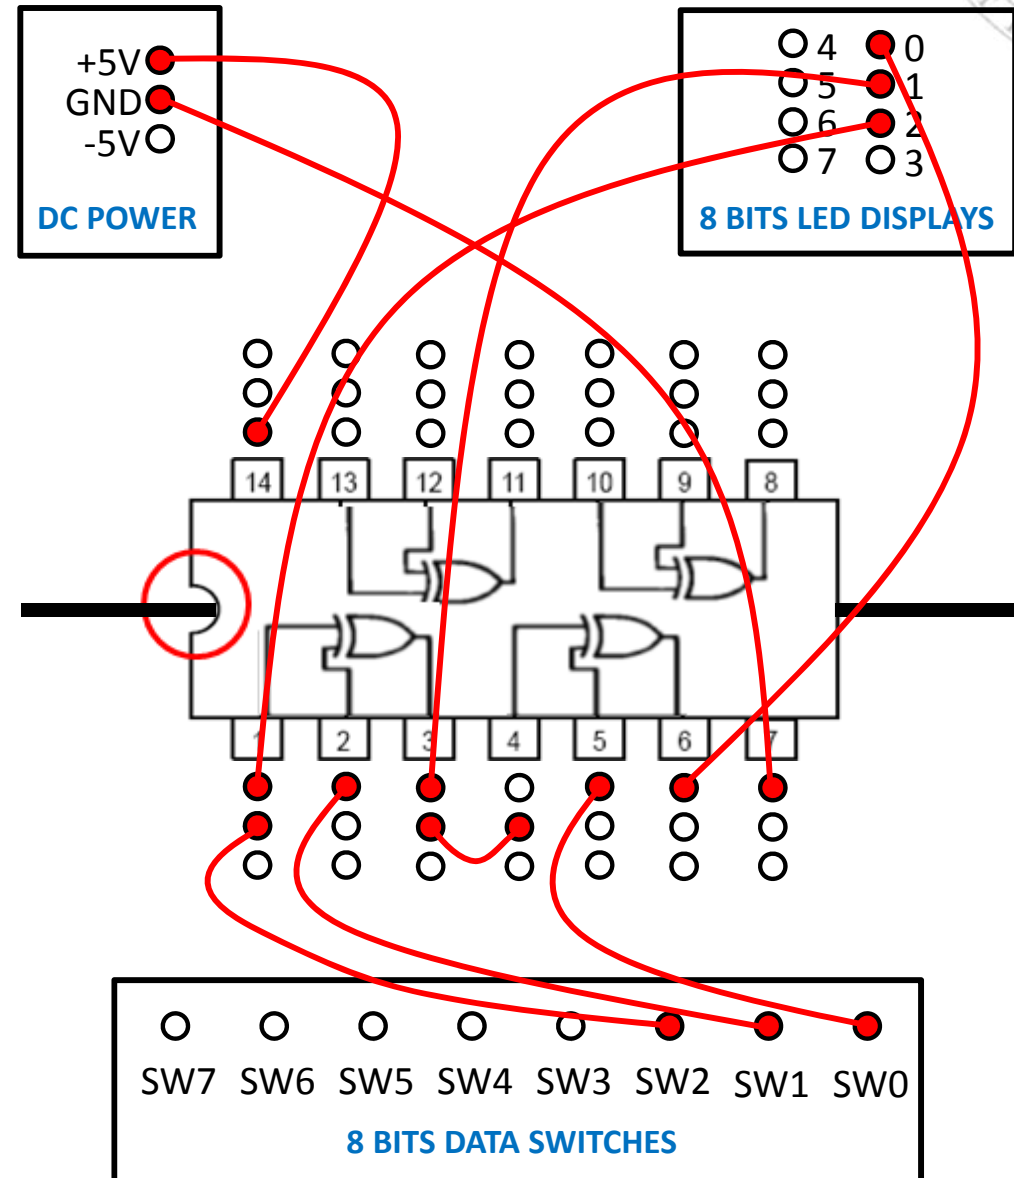 +5V
GND
-5V
DC POWER
4 0
5 1
6 2
7 3
8 BITS LED DISPLAYS
14 13 12 11 10 9 8
1 2 3 4 5 6 7
SW7 SW6 SW5 SW4 SW3 SW2 SW1 SW0
8 BITS DATA SWITCHES